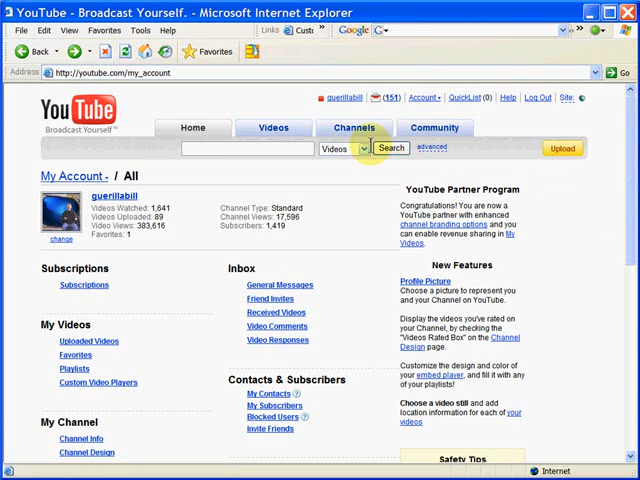 YouTube - Broadcast Yourself. - Microsoft Internet Explorer
File Edit View Favorites Tools Help Links Custo Google G
Back Favorites
Address http://youtube.com/my_account Go
YouTube
Broadcast Yourself™
guerillabill (151) Account QuickList (0) Help Log Out Site:
Home Videos Channels Community
Videos Search advanced Upload
My Account / All
guerillabill
Videos Watched: 1,641
Videos Uploaded: 89
Video Views: 383,616
Favorites: 1
Channel Type: Standard
Channel Views: 17,596
Subscribers: 1,419
change
Subscriptions
Subscriptions
My Videos
Uploaded Videos
Favorites
Playlists
Custom Video Players
My Channel
Channel Info
Channel Design
Inbox
General Messages
Friend Invites
Received Videos
Video Comments
Video Responses
Contacts & Subscribers
My Contacts ?
My Subscribers
Blocked Users ?
Invite Friends
YouTube Partner Program
Congratulations! You are now a
YouTube partner with enhanced
channel branding options and you
can enable revenue sharing in My
Videos.
New Features
Profile Picture
Choose a picture to represent you
and your Channel on YouTube.
Display the videos you've rated on
your Channel, by checking the
"Videos Rated Box" on the Channel
Design page.
Customize the design and color of
your embed player, and fill it with any
of your playlists!
Choose a video still and add
location information for each of your
videos
Safety Tips
Internet